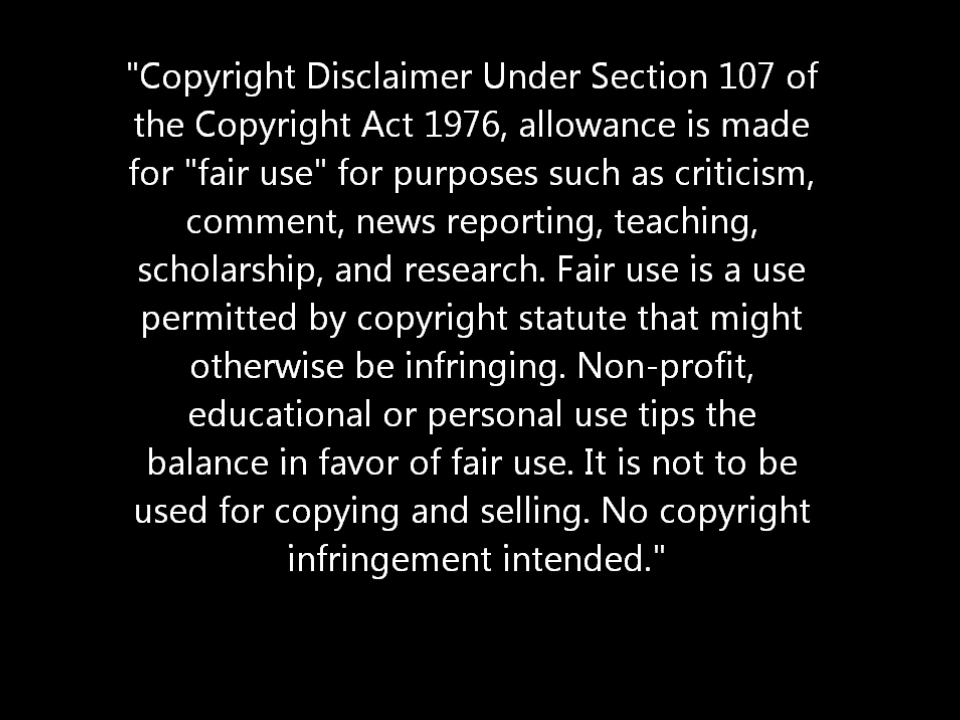 "Copyright Disclaimer Under Section 107 of
the Copyright Act 1976, allowance is made
for "fair use" for purposes such as criticism,
comment, news reporting, teaching,
scholarship, and research. Fair use is a use
permitted by copyright statute that might
otherwise be infringing. Non-profit,
educational or personal use tips the
balance in favor of fair use. It is not to be
used for copying and selling. No copyright
infringement intended."